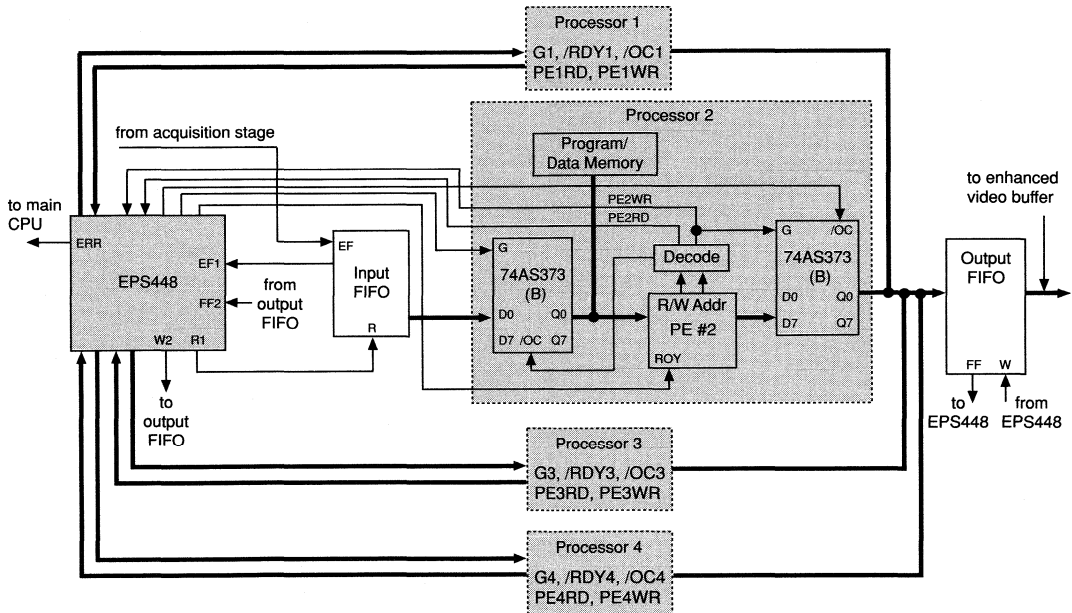 Processor 1
G1, /RDY1, /OC1
PE1RD, PE1WR
Processor 2
from acquisition stage
Program/
Data Memory
to main
CPU
ERR
EPS448
EF1
FF2
W2
R1
from
output
FIFO
to
output
FIFO
EF
Input
FIFO
R
PE2WR
PE2RD
G
74AS373
(B)
D0
Q0
D7
/OC
Q7
Decode
R/W Addr
PE #2
ROY
G
/OC
74AS373
(B)
D0
Q0
D7
Q7
to enhanced
video buffer
Output
FIFO
FF
W
to
EPS448
from
EPS448
Processor 3
G3, /RDY3, /OC3
PE3RD, PE3WR
Processor 4
G4, /RDY4, /OC4
PE4RD, PE4WR